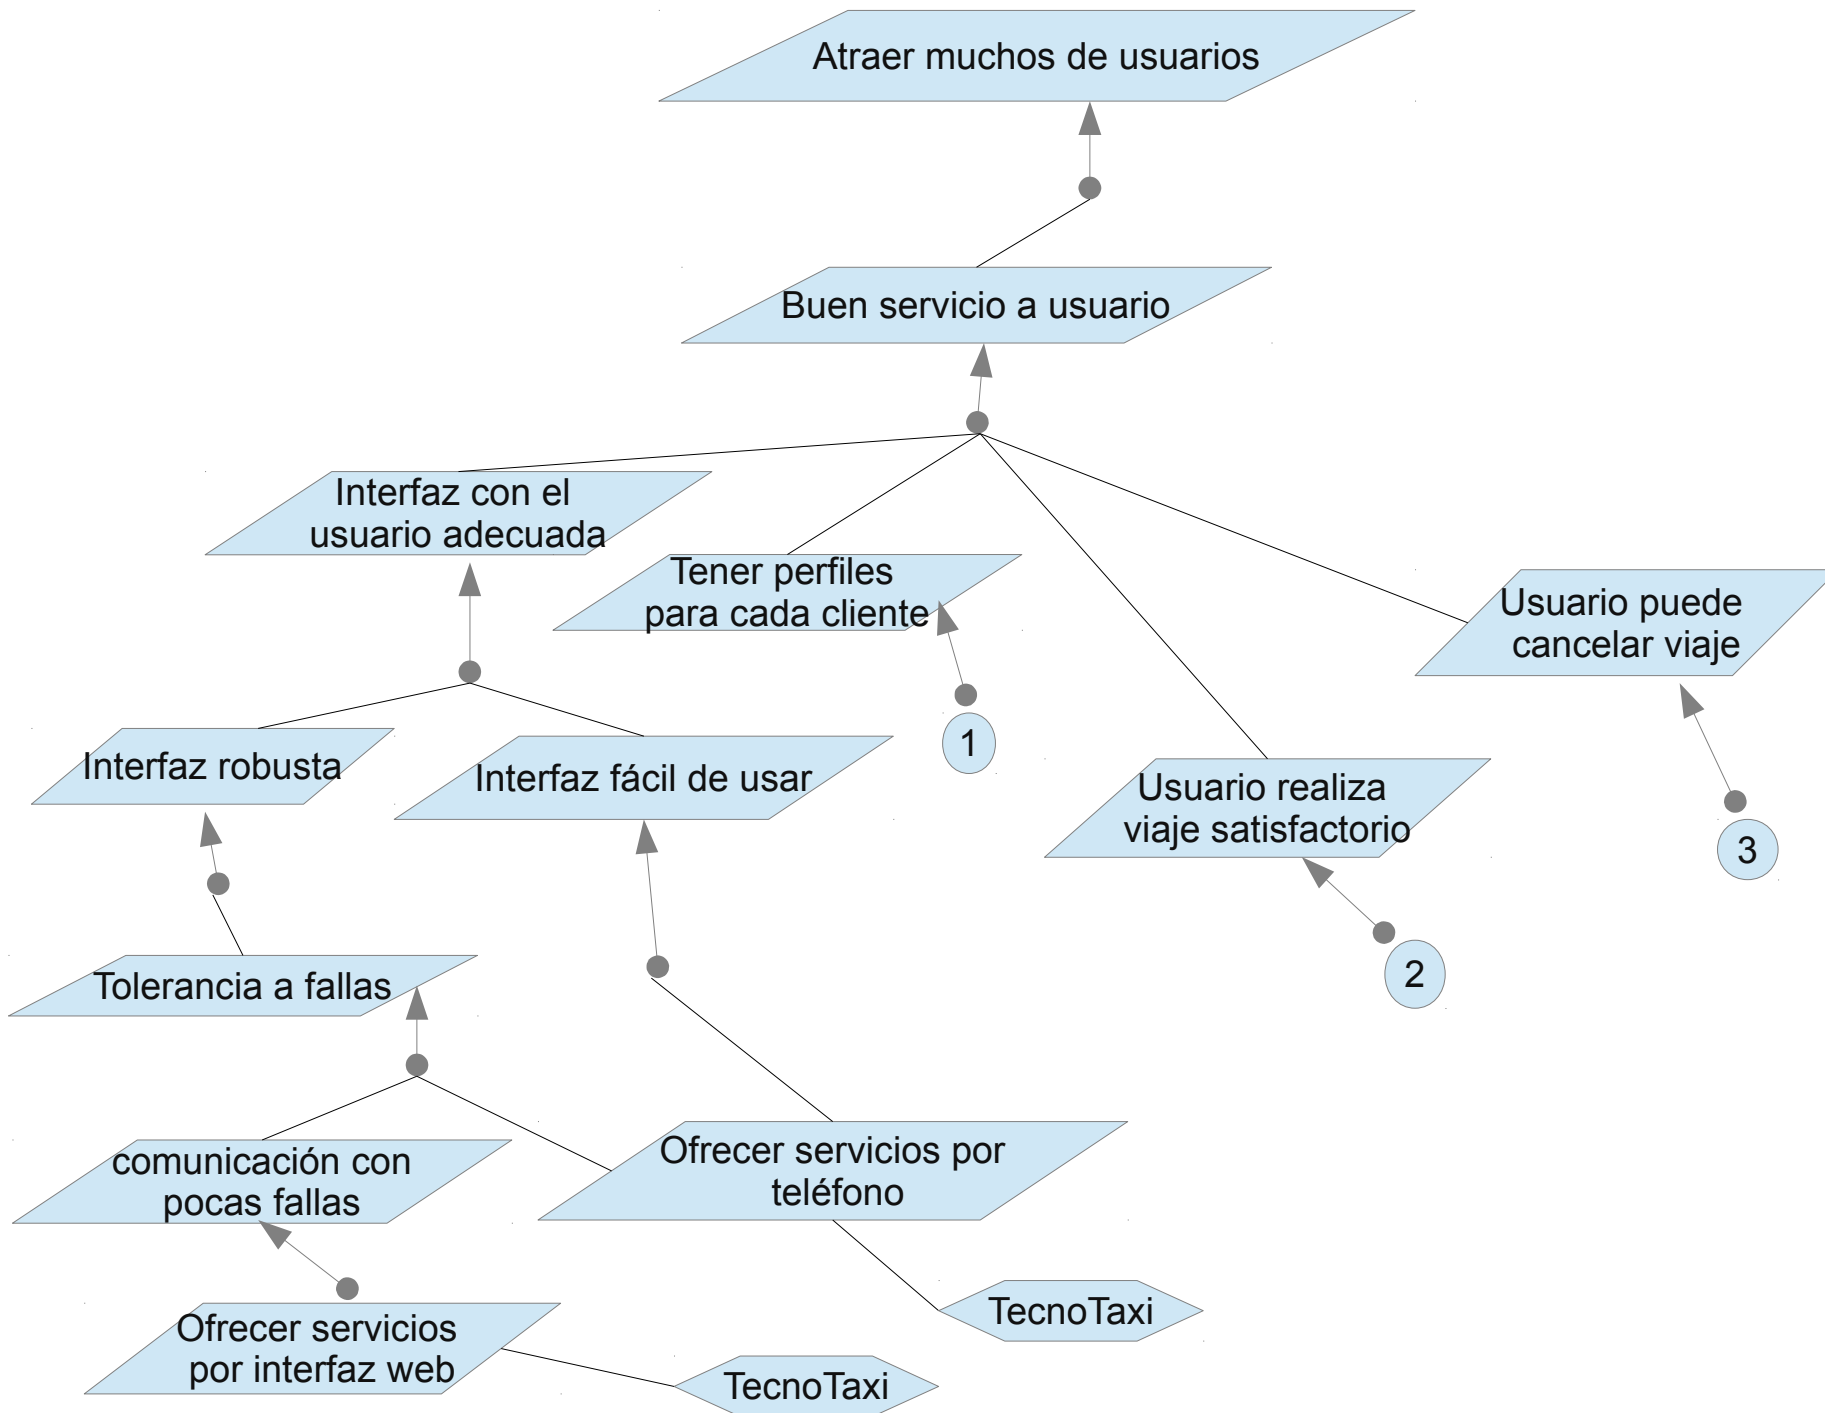 Atraer muchos de usuarios
Buen servicio a usuario
Interfaz con el
usuario adecuada
Tener perfiles
para cada cliente
Usuario puede
cancelar viaje
Interfaz robusta
Interfaz fácil de usar
1
Usuario realiza
viaje satisfactorio
3
Tolerancia a fallas
2
comunicación con
pocas fallas
Ofrecer servicios por
teléfono
TecnoTaxi
Ofrecer servicios
por interfaz web
TecnoTaxi